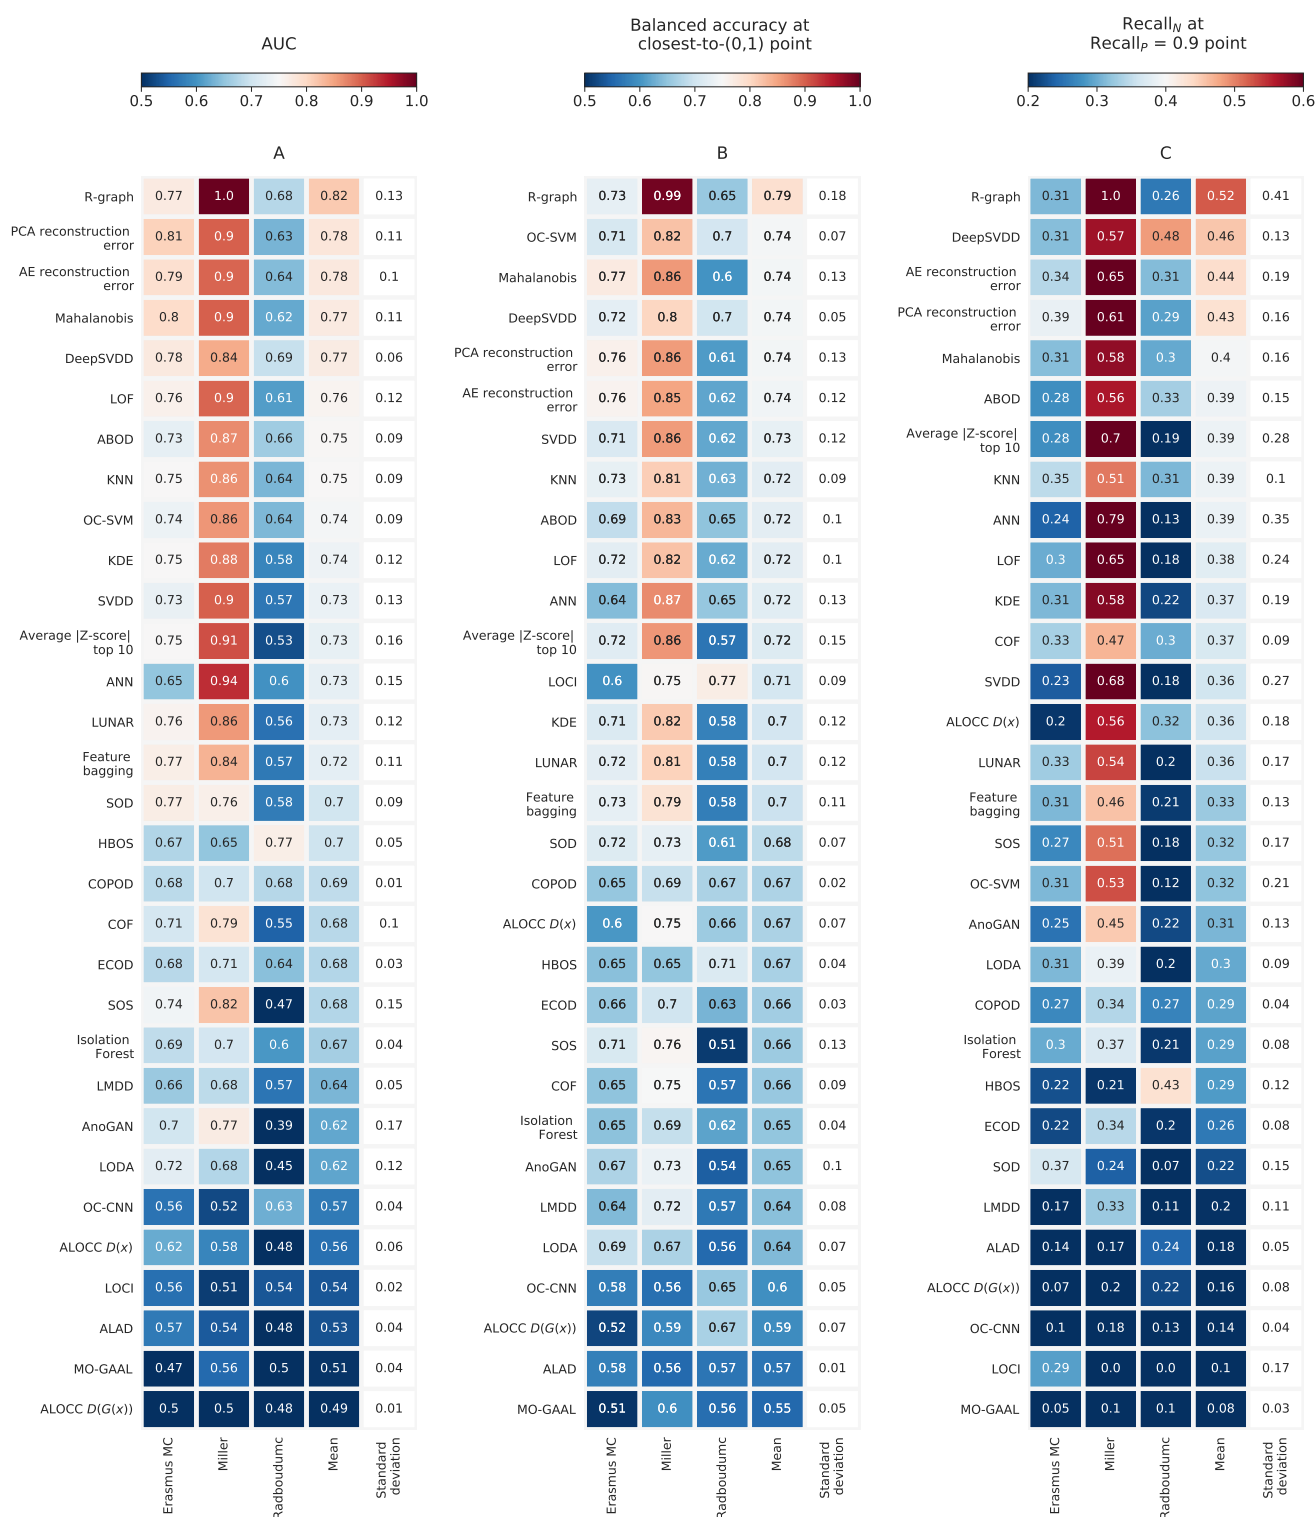 AUC
0.5 0.6 0.7 0.8 0.9 1.0
A
R-graph 0.77 1.0 0.68 0.82 0.13
PCA reconstruction
error 0.81 0.9 0.63 0.78 0.11
AE reconstruction
error 0.79 0.9 0.64 0.78 0.1
Mahalanobis 0.8 0.9 0.62 0.77 0.11
DeepSVDD 0.78 0.84 0.69 0.77 0.06
LOF 0.76 0.9 0.61 0.76 0.12
ABOD 0.73 0.87 0.66 0.75 0.09
KNN 0.75 0.86 0.64 0.75 0.09
OC-SVM 0.74 0.86 0.64 0.74 0.09
KDE 0.75 0.88 0.58 0.74 0.12
SVDD 0.73 0.9 0.57 0.73 0.13
Average |Z-score|
top 10 0.75 0.91 0.53 0.73 0.16
ANN 0.65 0.94 0.6 0.73 0.15
LUNAR 0.76 0.86 0.56 0.73 0.12
Feature
bagging 0.77 0.84 0.57 0.72 0.11
SOD 0.77 0.76 0.58 0.7 0.09
HBOS 0.67 0.65 0.77 0.7 0.05
COPOD 0.68 0.7 0.68 0.69 0.01
COF 0.71 0.79 0.55 0.68 0.1
ECOD 0.68 0.71 0.64 0.68 0.03
SOS 0.74 0.82 0.47 0.68 0.15
Isolation
Forest 0.69 0.7 0.6 0.67 0.04
LMDD 0.66 0.68 0.57 0.64 0.05
AnoGAN 0.7 0.77 0.39 0.62 0.17
LODA 0.72 0.68 0.45 0.62 0.12
OC-CNN 0.56 0.52 0.63 0.57 0.04
ALOCC D(x) 0.62 0.58 0.48 0.56 0.06
LOCI 0.56 0.51 0.54 0.54 0.02
ALAD 0.57 0.54 0.48 0.53 0.04
MO-GAAL 0.47 0.56 0.5 0.51 0.04
ALOCC D(G(x)) 0.5 0.5 0.48 0.49 0.01
Erasmus MC
Miller
Radboudumc
Mean
Standard
deviation
Balanced accuracy at
closest-to-(0,1) point
0.5 0.6 0.7 0.8 0.9 1.0
B
R-graph 0.73 0.99 0.65 0.79 0.18
OC-SVM 0.71 0.82 0.7 0.74 0.07
Mahalanobis 0.77 0.86 0.6 0.74 0.13
DeepSVDD 0.72 0.8 0.7 0.74 0.05
PCA reconstruction
error 0.76 0.86 0.61 0.74 0.13
AE reconstruction
error 0.76 0.85 0.62 0.74 0.12
SVDD 0.71 0.86 0.62 0.73 0.12
KNN 0.73 0.81 0.63 0.72 0.09
ABOD 0.69 0.83 0.65 0.72 0.1
LOF 0.72 0.82 0.62 0.72 0.1
ANN 0.64 0.87 0.65 0.72 0.13
Average |Z-score|
top 10 0.72 0.86 0.57 0.72 0.15
LOCI 0.6 0.75 0.77 0.71 0.09
KDE 0.71 0.82 0.58 0.7 0.12
LUNAR 0.72 0.81 0.58 0.7 0.12
Feature
bagging 0.73 0.79 0.58 0.7 0.11
SOD 0.72 0.73 0.61 0.68 0.07
COPOD 0.65 0.69 0.67 0.67 0.02
ALOCC D(x) 0.6 0.75 0.66 0.67 0.07
HBOS 0.65 0.65 0.71 0.67 0.04
ECOD 0.66 0.7 0.63 0.66 0.03
SOS 0.71 0.76 0.51 0.66 0.13
COF 0.65 0.75 0.57 0.66 0.09
Isolation
Forest 0.65 0.69 0.62 0.65 0.04
AnoGAN 0.67 0.73 0.54 0.65 0.1
LMDD 0.64 0.72 0.57 0.64 0.08
LODA 0.69 0.67 0.56 0.64 0.07
OC-CNN 0.58 0.56 0.65 0.6 0.05
ALOCC D(G(x)) 0.52 0.59 0.67 0.59 0.07
ALAD 0.58 0.56 0.57 0.57 0.01
MO-GAAL 0.51 0.6 0.56 0.55 0.05
Erasmus MC
Miller
Radboudumc
Mean
Standard
deviation
Recall_N at
Recall_P = 0.9 point
0.2 0.3 0.4 0.5 0.6
C
R-graph 0.31 1.0 0.26 0.52 0.41
DeepSVDD 0.31 0.57 0.48 0.46 0.13
AE reconstruction
error 0.34 0.65 0.31 0.44 0.19
PCA reconstruction
error 0.39 0.61 0.29 0.43 0.16
Mahalanobis 0.31 0.58 0.3 0.4 0.16
ABOD 0.28 0.56 0.33 0.39 0.15
Average |Z-score|
top 10 0.28 0.7 0.19 0.39 0.28
KNN 0.35 0.51 0.31 0.39 0.1
ANN 0.24 0.79 0.13 0.39 0.35
LOF 0.3 0.65 0.18 0.38 0.24
KDE 0.31 0.58 0.22 0.37 0.19
COF 0.33 0.47 0.3 0.37 0.09
SVDD 0.23 0.68 0.18 0.36 0.27
ALOCC D(x) 0.2 0.56 0.32 0.36 0.18
LUNAR 0.33 0.54 0.2 0.36 0.17
Feature
bagging 0.31 0.46 0.21 0.33 0.13
SOS 0.27 0.51 0.18 0.32 0.17
OC-SVM 0.31 0.53 0.12 0.32 0.21
AnoGAN 0.25 0.45 0.22 0.31 0.13
LODA 0.31 0.39 0.2 0.3 0.09
COPOD 0.27 0.34 0.27 0.29 0.04
Isolation
Forest 0.3 0.37 0.21 0.29 0.08
HBOS 0.22 0.21 0.43 0.29 0.12
ECOD 0.22 0.34 0.2 0.26 0.08
SOD 0.37 0.24 0.07 0.22 0.15
LMDD 0.17 0.33 0.11 0.2 0.11
ALAD 0.14 0.17 0.24 0.18 0.05
ALOCC D(G(x)) 0.07 0.2 0.22 0.16 0.08
OC-CNN 0.1 0.18 0.13 0.14 0.04
LOCI 0.29 0.0 0.0 0.1 0.17
MO-GAAL 0.05 0.1 0.1 0.08 0.03
Erasmus MC
Miller
Radboudumc
Mean
Standard
deviation